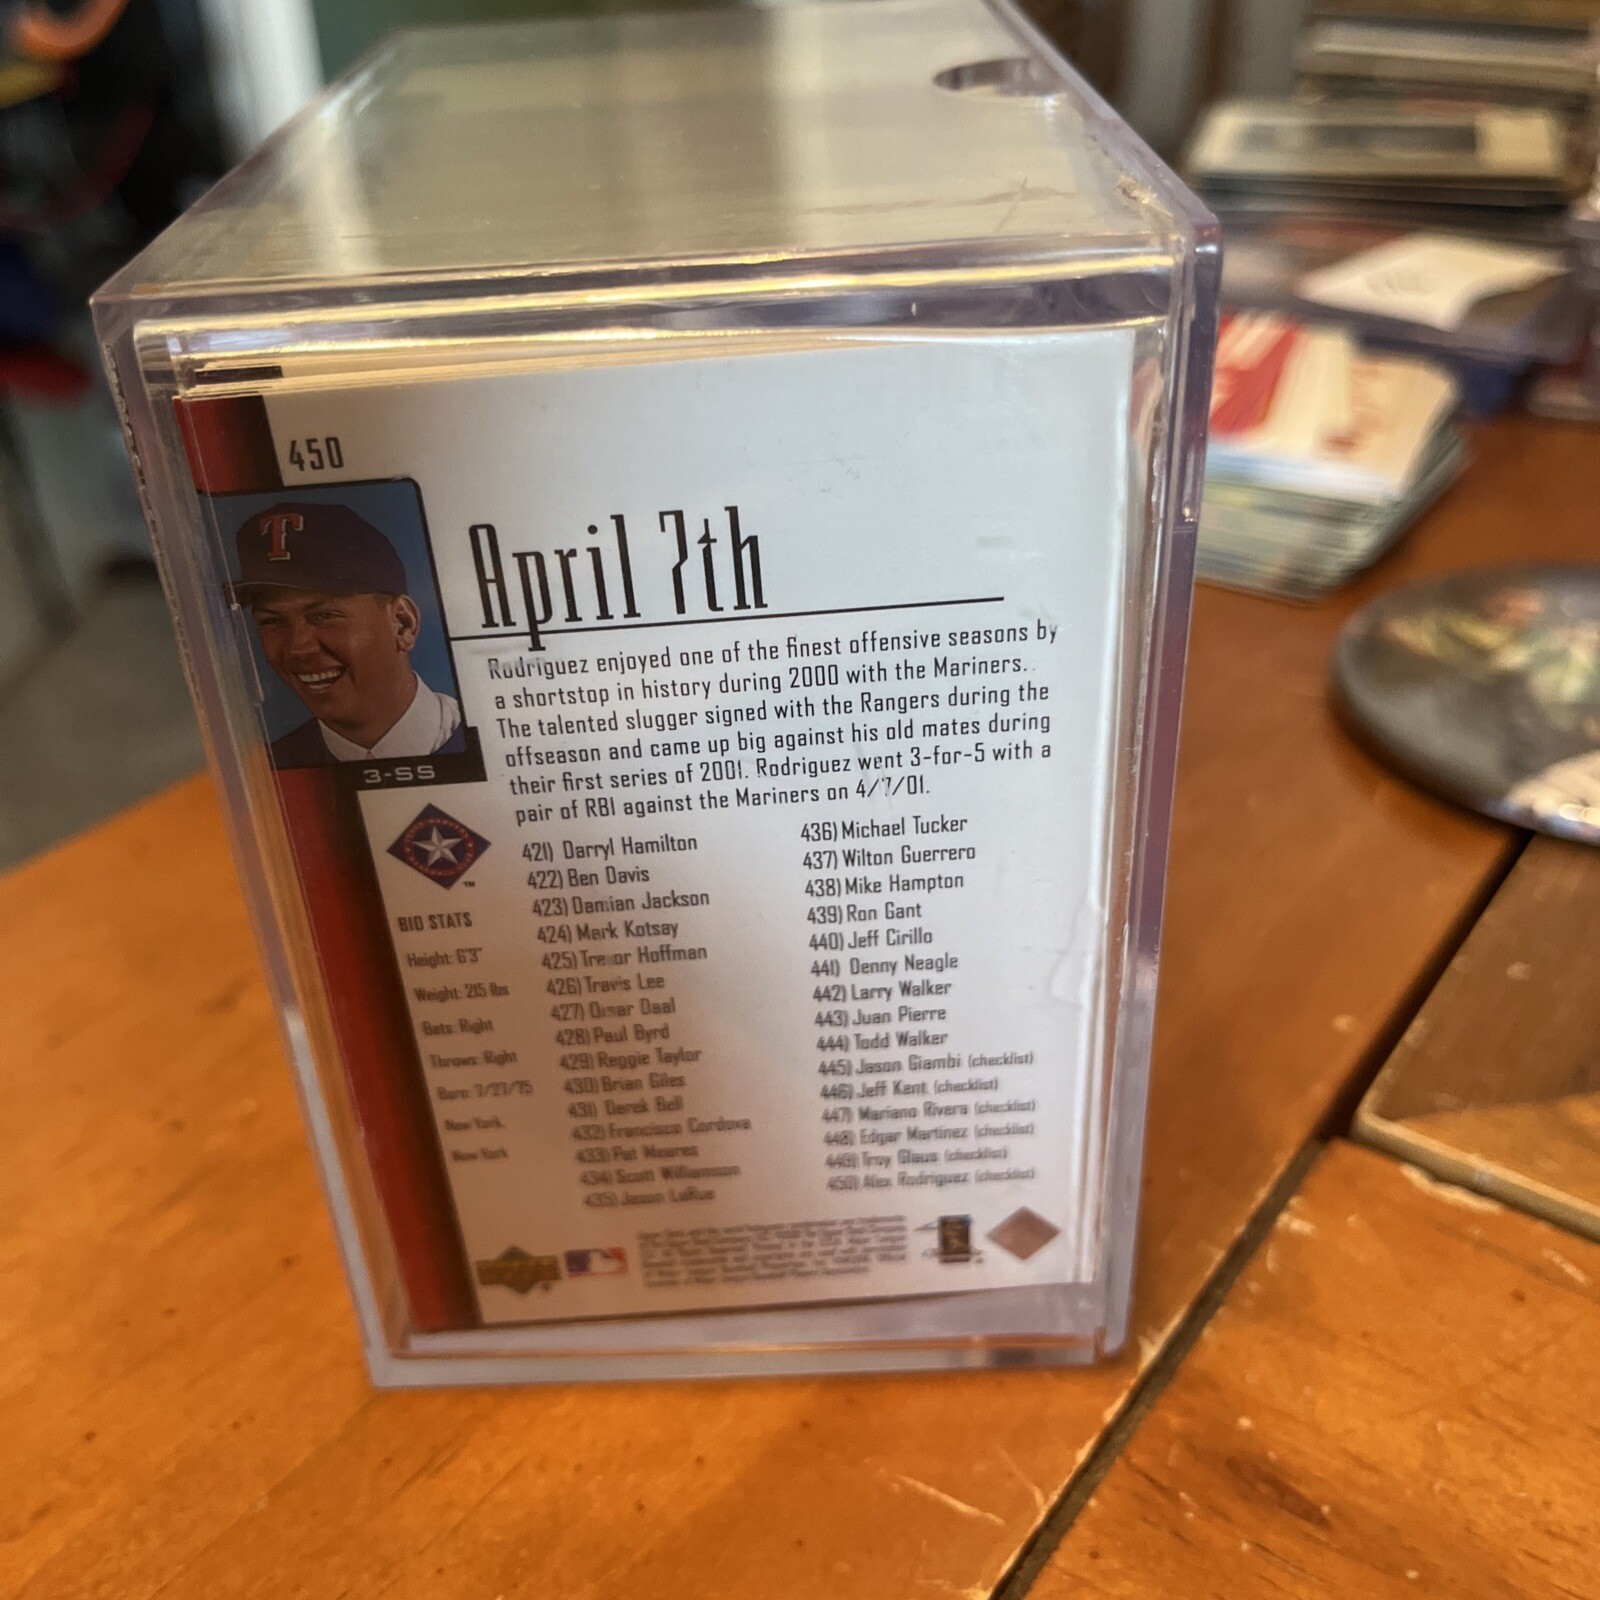 450
T
April 7th
Rodriguez enjoyed one of the finest offensive seasons by
a shortstop in history during 2000 with the Mariners.
The talented slugger signed with the Rangers during the
offseason and came up big against his old mates during
their first series of 2001. Rodriguez went 3-for-5 with a
pair of RBI against the Mariners on 4/7/01.
3-SS
BIO STATS
Height: 6'3"
Weight: 215 lbs
Bats: Right
Throws: Right
Born: 7/27/75
New York,
New York
421) Darryl Hamilton
422) Ben Davis
423) Damian Jackson
424) Mark Kotsay
425) Trevor Hoffman
426) Travis Lee
427) Omar Daal
428) Paul Byrd
429) Reggie Taylor
430) Brian Giles
431) Derek Bell
432) Francisco Cordova
433) Pat Meares
434) Scott Williamson
435) Jason LaRue
436) Michael Tucker
437) Wilton Guerrero
438) Mike Hampton
439) Ron Gant
440) Jeff Cirillo
441) Denny Neagle
442) Larry Walker
443) Juan Pierre
444) Todd Walker
445) Jason Giambi (checklist)
446) Jeff Kent (checklist)
447) Mariano Rivera (checklist)
448) Edgar Martinez (checklist)
449) Troy Glaus (checklist)
450) Alex Rodriguez (checklist)